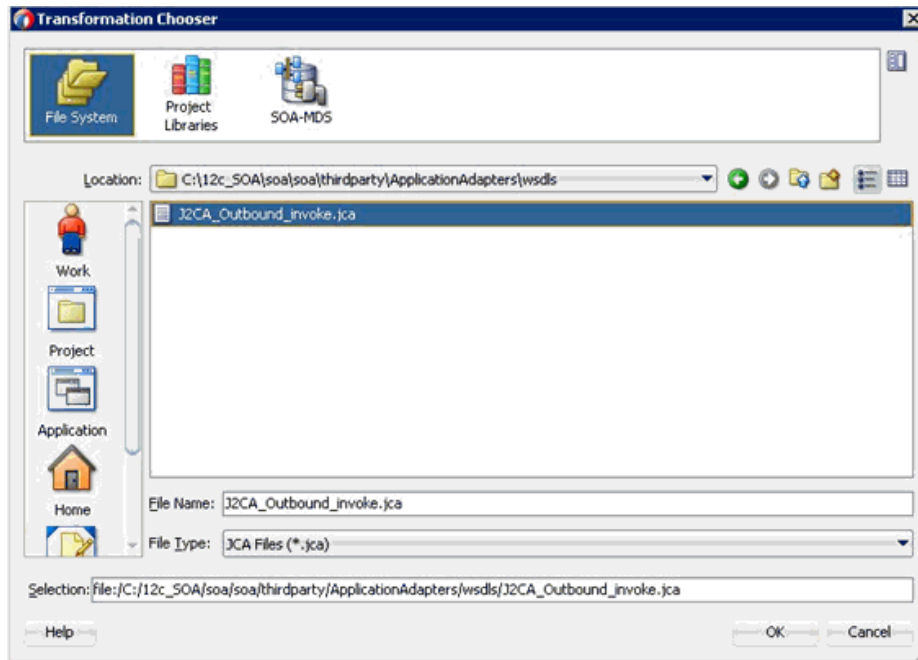 Transformation Chooser
File System
Project
Libraries
SOA-MDS
Location: C:\12c_SOA\soa\soa\thirdparty\ApplicationAdapters\wsdls
J2CA_Outbound_invoke.jca
Work
Project
Application
Home
File Name: J2CA_Outbound_invoke.jca
File Type: JCA Files (*.jca)
Selection: file:/C:/12c_SOA/soa/soa/thirdparty/ApplicationAdapters/wsdls/J2CA_Outbound_invoke.jca
Help
OK
Cancel